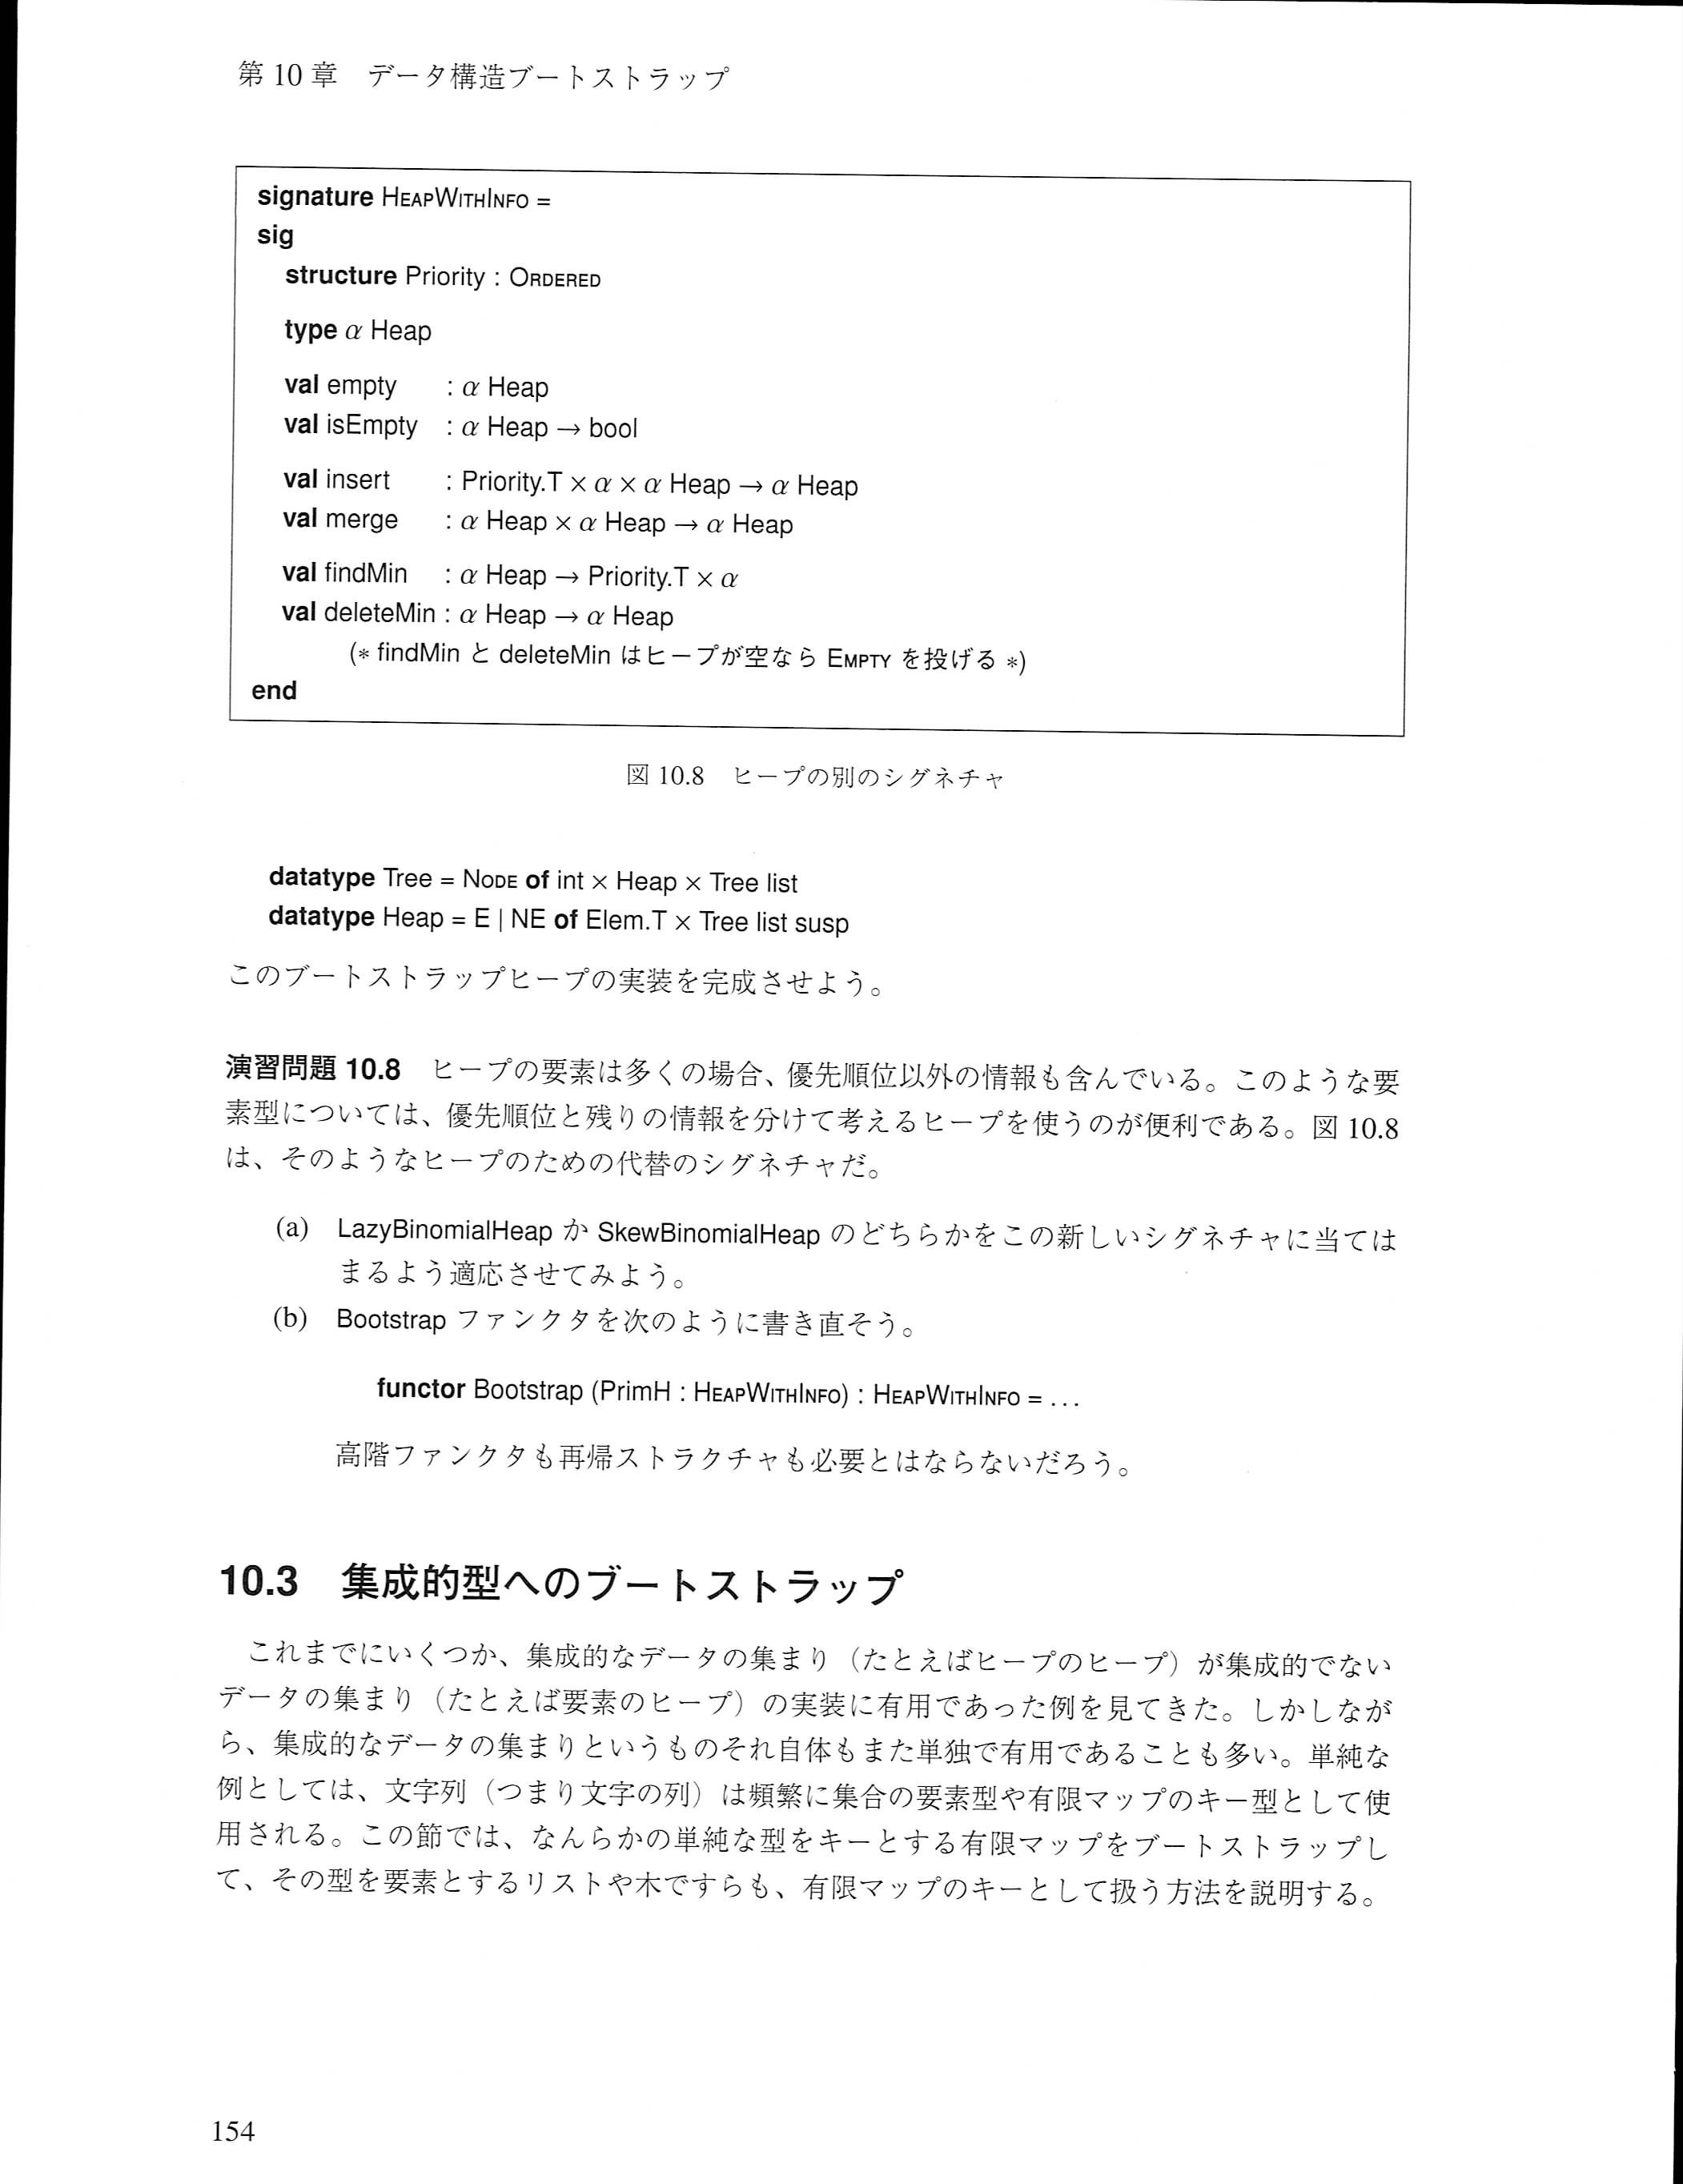 第 10 章　データ構造ブートストラップ
signature HEAPWITHINFO =
sig
structure Priority : ORDERED
type α Heap
val empty : α Heap
val isEmpty : α Heap → bool
val insert : Priority.T × α × α Heap → α Heap
val merge : α Heap × α Heap → α Heap
val findMin : α Heap → Priority.T × α
val deleteMin : α Heap → α Heap
(* findMin と deleteMin はヒープが空なら EMPTY を投げる *)
end
図 10.8　ヒープの別のシグネチャ
datatype Tree = NODE of int × Heap × Tree list
datatype Heap = E | NE of Elem.T × Tree list susp
このブートストラップヒープの実装を完成させよう。
演習問題 10.8　ヒープの要素は多くの場合、優先順位以外の情報も含んでいる。このような要
素型については、優先順位と残りの情報を分けて考えるヒープを使うのが便利である。図 10.8
は、そのようなヒープのための代替のシグネチャだ。
(a)　LazyBinomialHeap か SkewBinomialHeap のどちらかをこの新しいシグネチャに当ては
まるよう適応させてみよう。
(b)　Bootstrap ファンクタを次のように書き直そう。
functor Bootstrap (PrimH : HEAPWITHINFO) : HEAPWITHINFO = ...
高階ファンクタも再帰ストラクチャも必要とはならないだろう。
10.3　集成的型へのブートストラップ
これまでにいくつか、集成的なデータの集まり（たとえばヒープのヒープ）が集成的でない
データの集まり（たとえば要素のヒープ）の実装に有用であった例を見てきた。しかしなが
ら、集成的なデータの集まりというものそれ自体もまた単独で有用であることも多い。単純な
例としては、文字列（つまり文字の列）は頻繁に集合の要素型や有限マップのキー型として使
用される。この節では、なんらかの単純な型をキーとする有限マップをブートストラップし
て、その型を要素とするリストや木ですらも、有限マップのキーとして扱う方法を説明する。
154